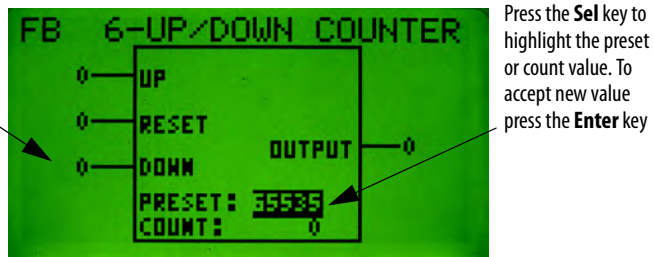 FB 6-UP/DOWN COUNTER
0 UP
0 RESET
OUTPUT 0
0 DOWN
PRESET: 65535
COUNT: 0
Press the Sel key to
highlight the preset
or count value. To
accept new value
press the Enter key